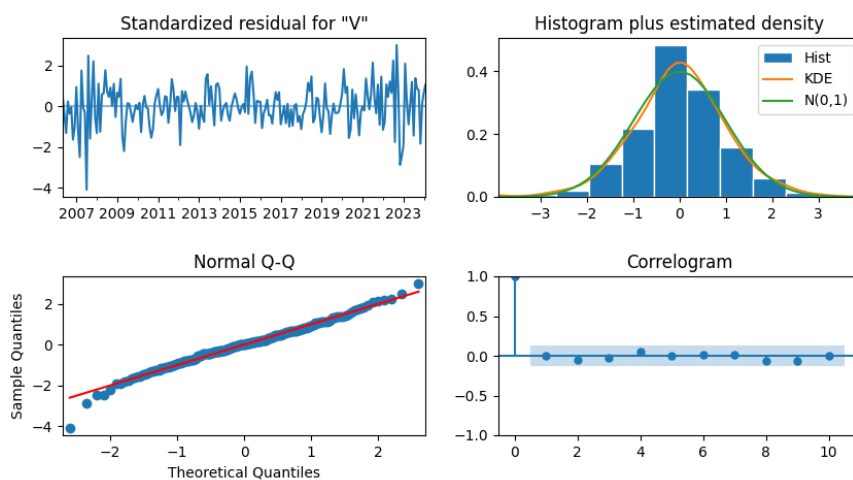 Standardized residual for "V"
2
0
−2
−4
2007 2009 2011 2013 2015 2017 2019 2021 2023
Histogram plus estimated density
Hist
KDE
N(0,1)
0.4
0.2
0.0
−3 −2 −1 0 1 2 3
Normal Q-Q
Sample Quantiles
2
0
−2
−4
−2 −1 0 1 2
Theoretical Quantiles
Correlogram
1.0
0.5
0.0
−0.5
−1.0
0 2 4 6 8 10